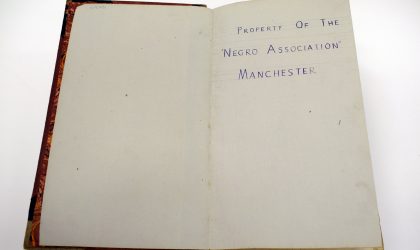 PROPERTY OF THE
'NEGRO ASSOCIATION'
MANCHESTER